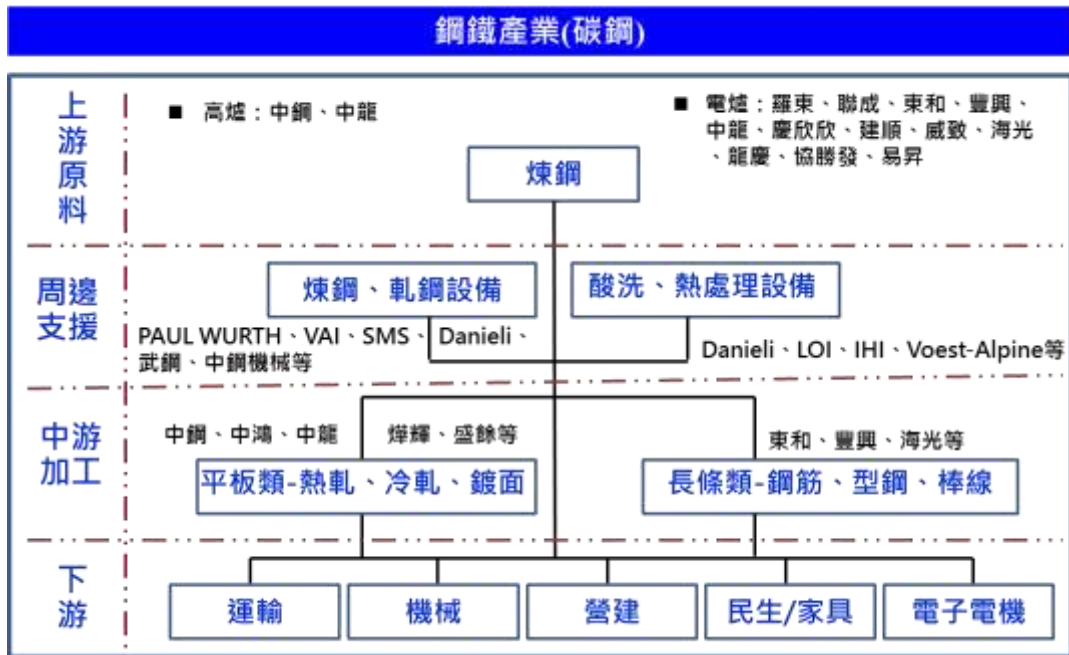 鋼鐵產業(碳鋼)
上游原料
■ 高爐：中鋼、中龍
■ 電爐：羅東、聯成、東和、豐興、
中龍、慶欣欣、建順、威致、海光
、龍慶、協勝發、易昇
煉鋼
周邊
支援
煉鋼、軋鋼設備
酸洗、熱處理設備
PAUL WURTH、VAI、SMS、Danieli、
武鋼、中鋼機械等
Danieli、LOI、IHI、Voest-Alpine等
中游
加工
中鋼、中鴻、中龍
燁輝、盛餘等
東和、豐興、海光等
平板類-熱軋、冷軋、鍍面
長條類-鋼筋、型鋼、棒線
下游
運輸
機械
營建
民生/家具
電子電機